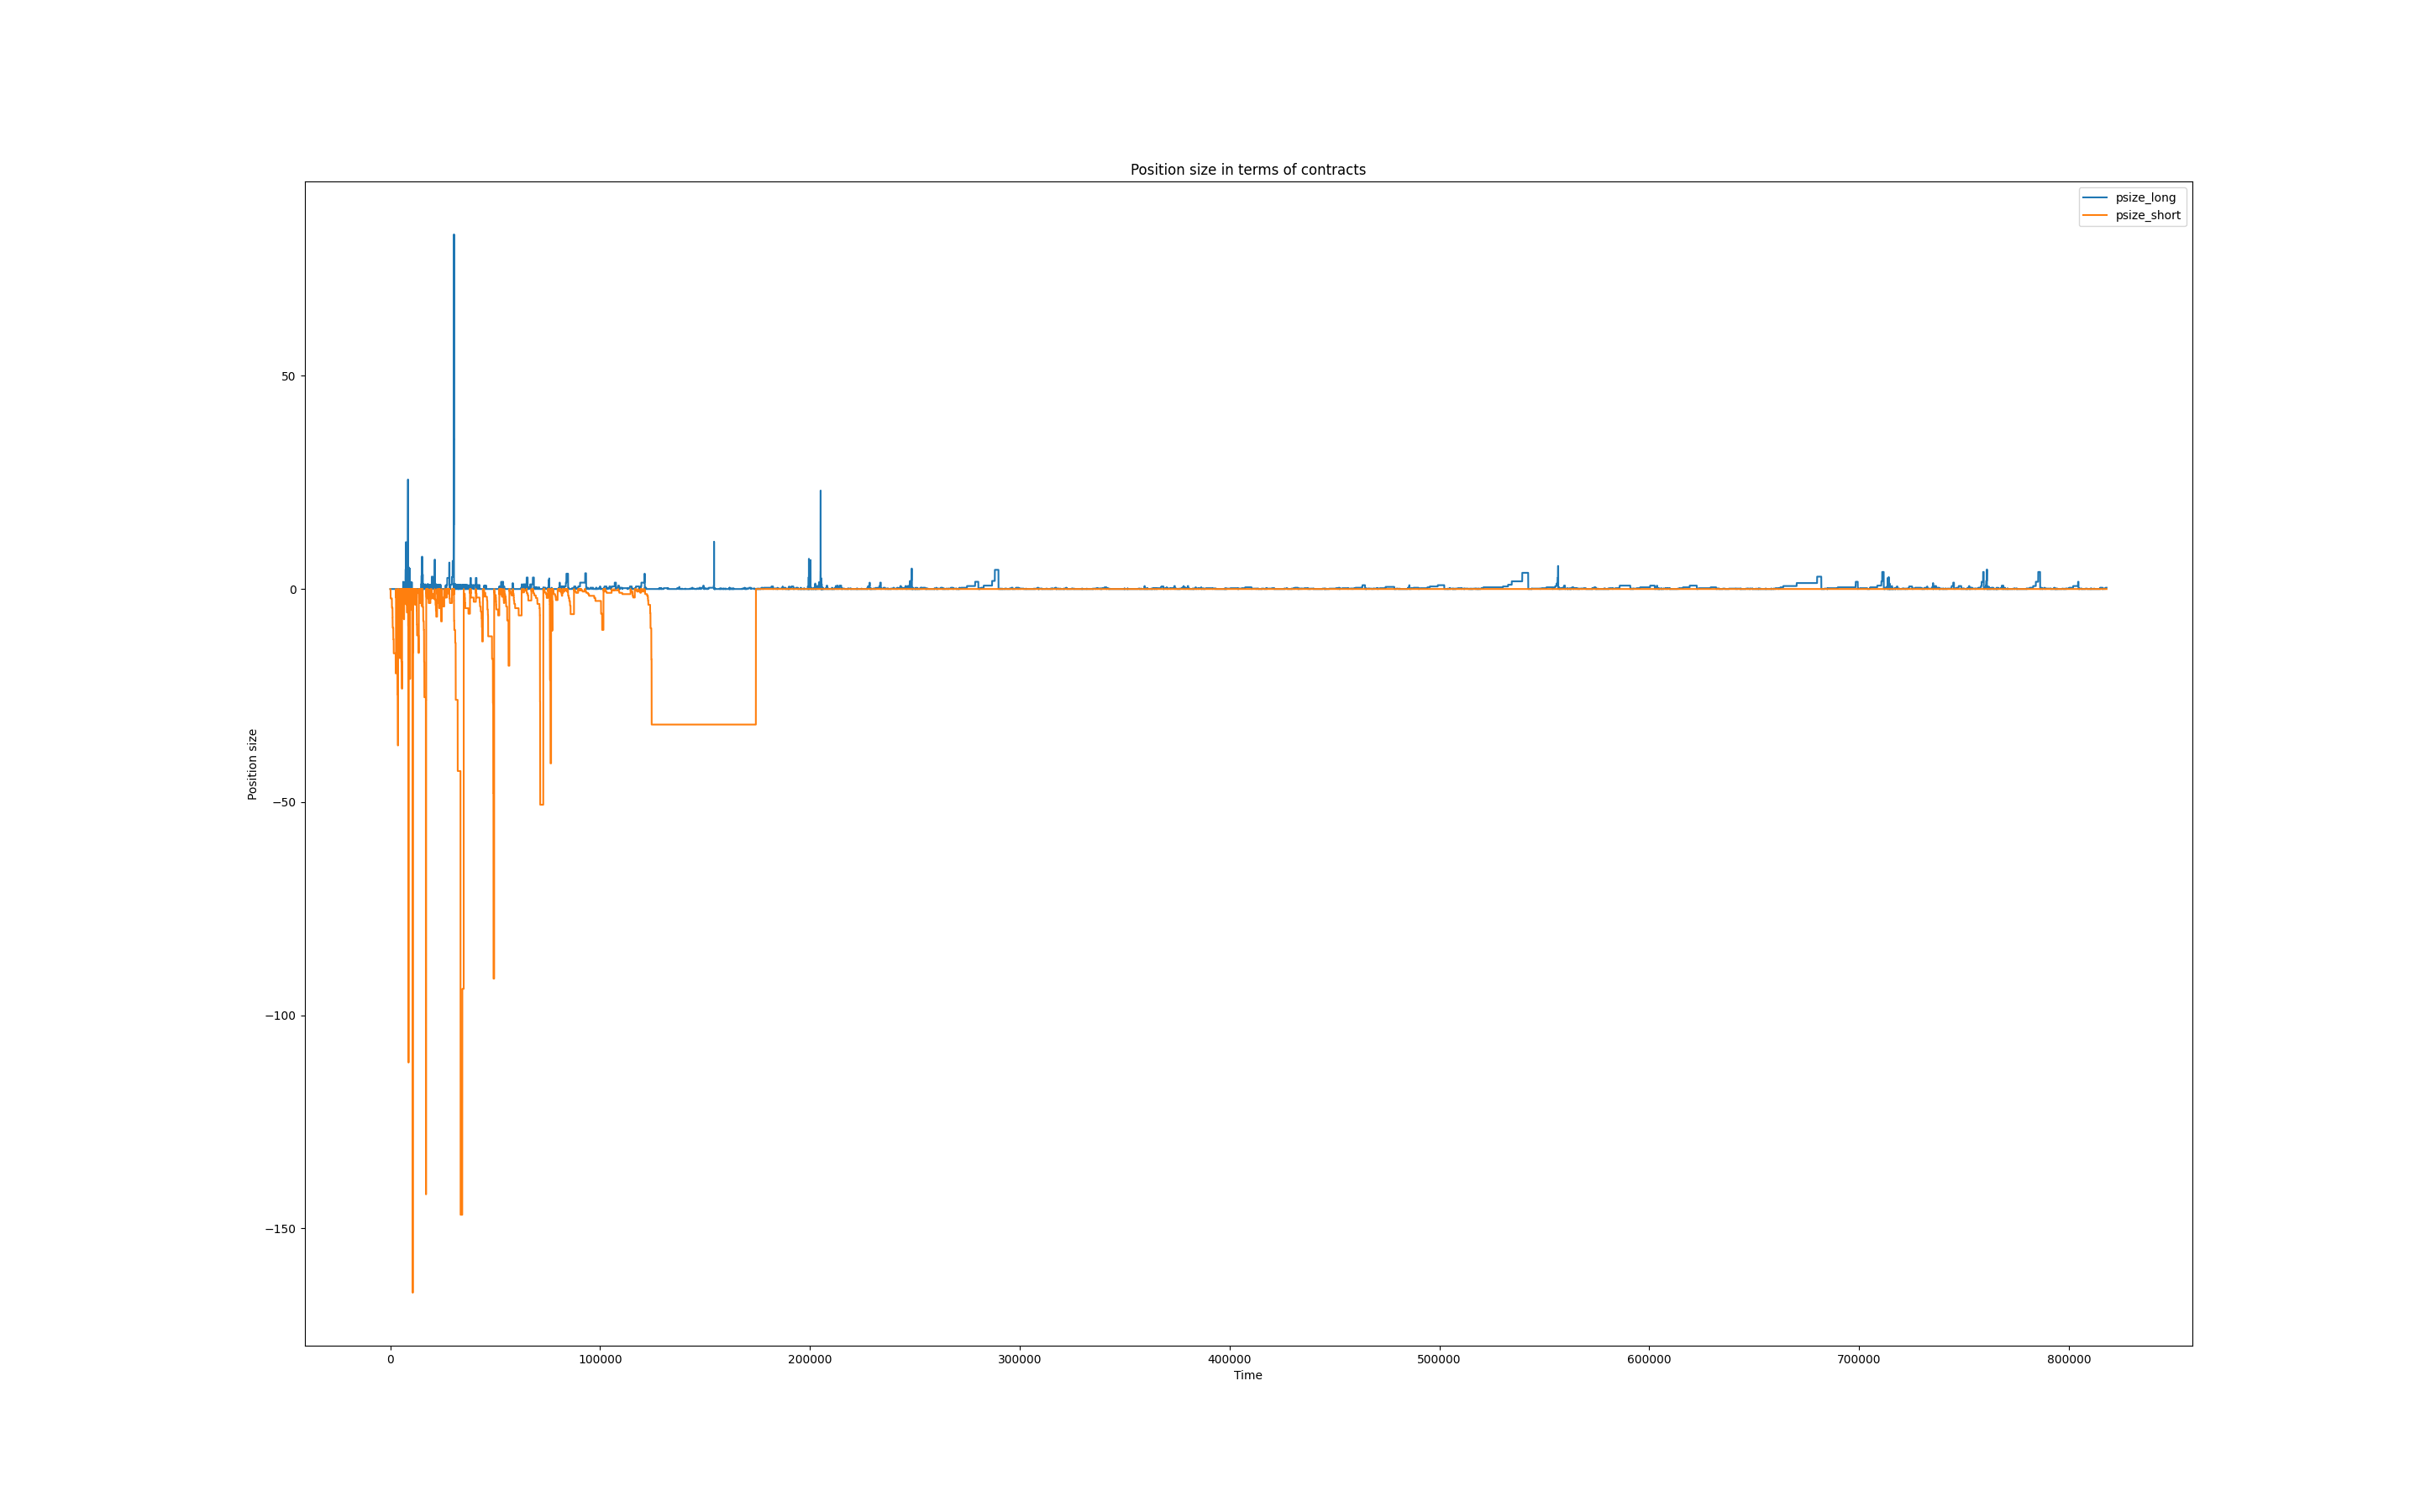 Position size in terms of contracts
psize_long
psize_short
50
0
−50
−100
−150
Position size
0 100000 200000 300000 400000 500000 600000 700000 800000
Time